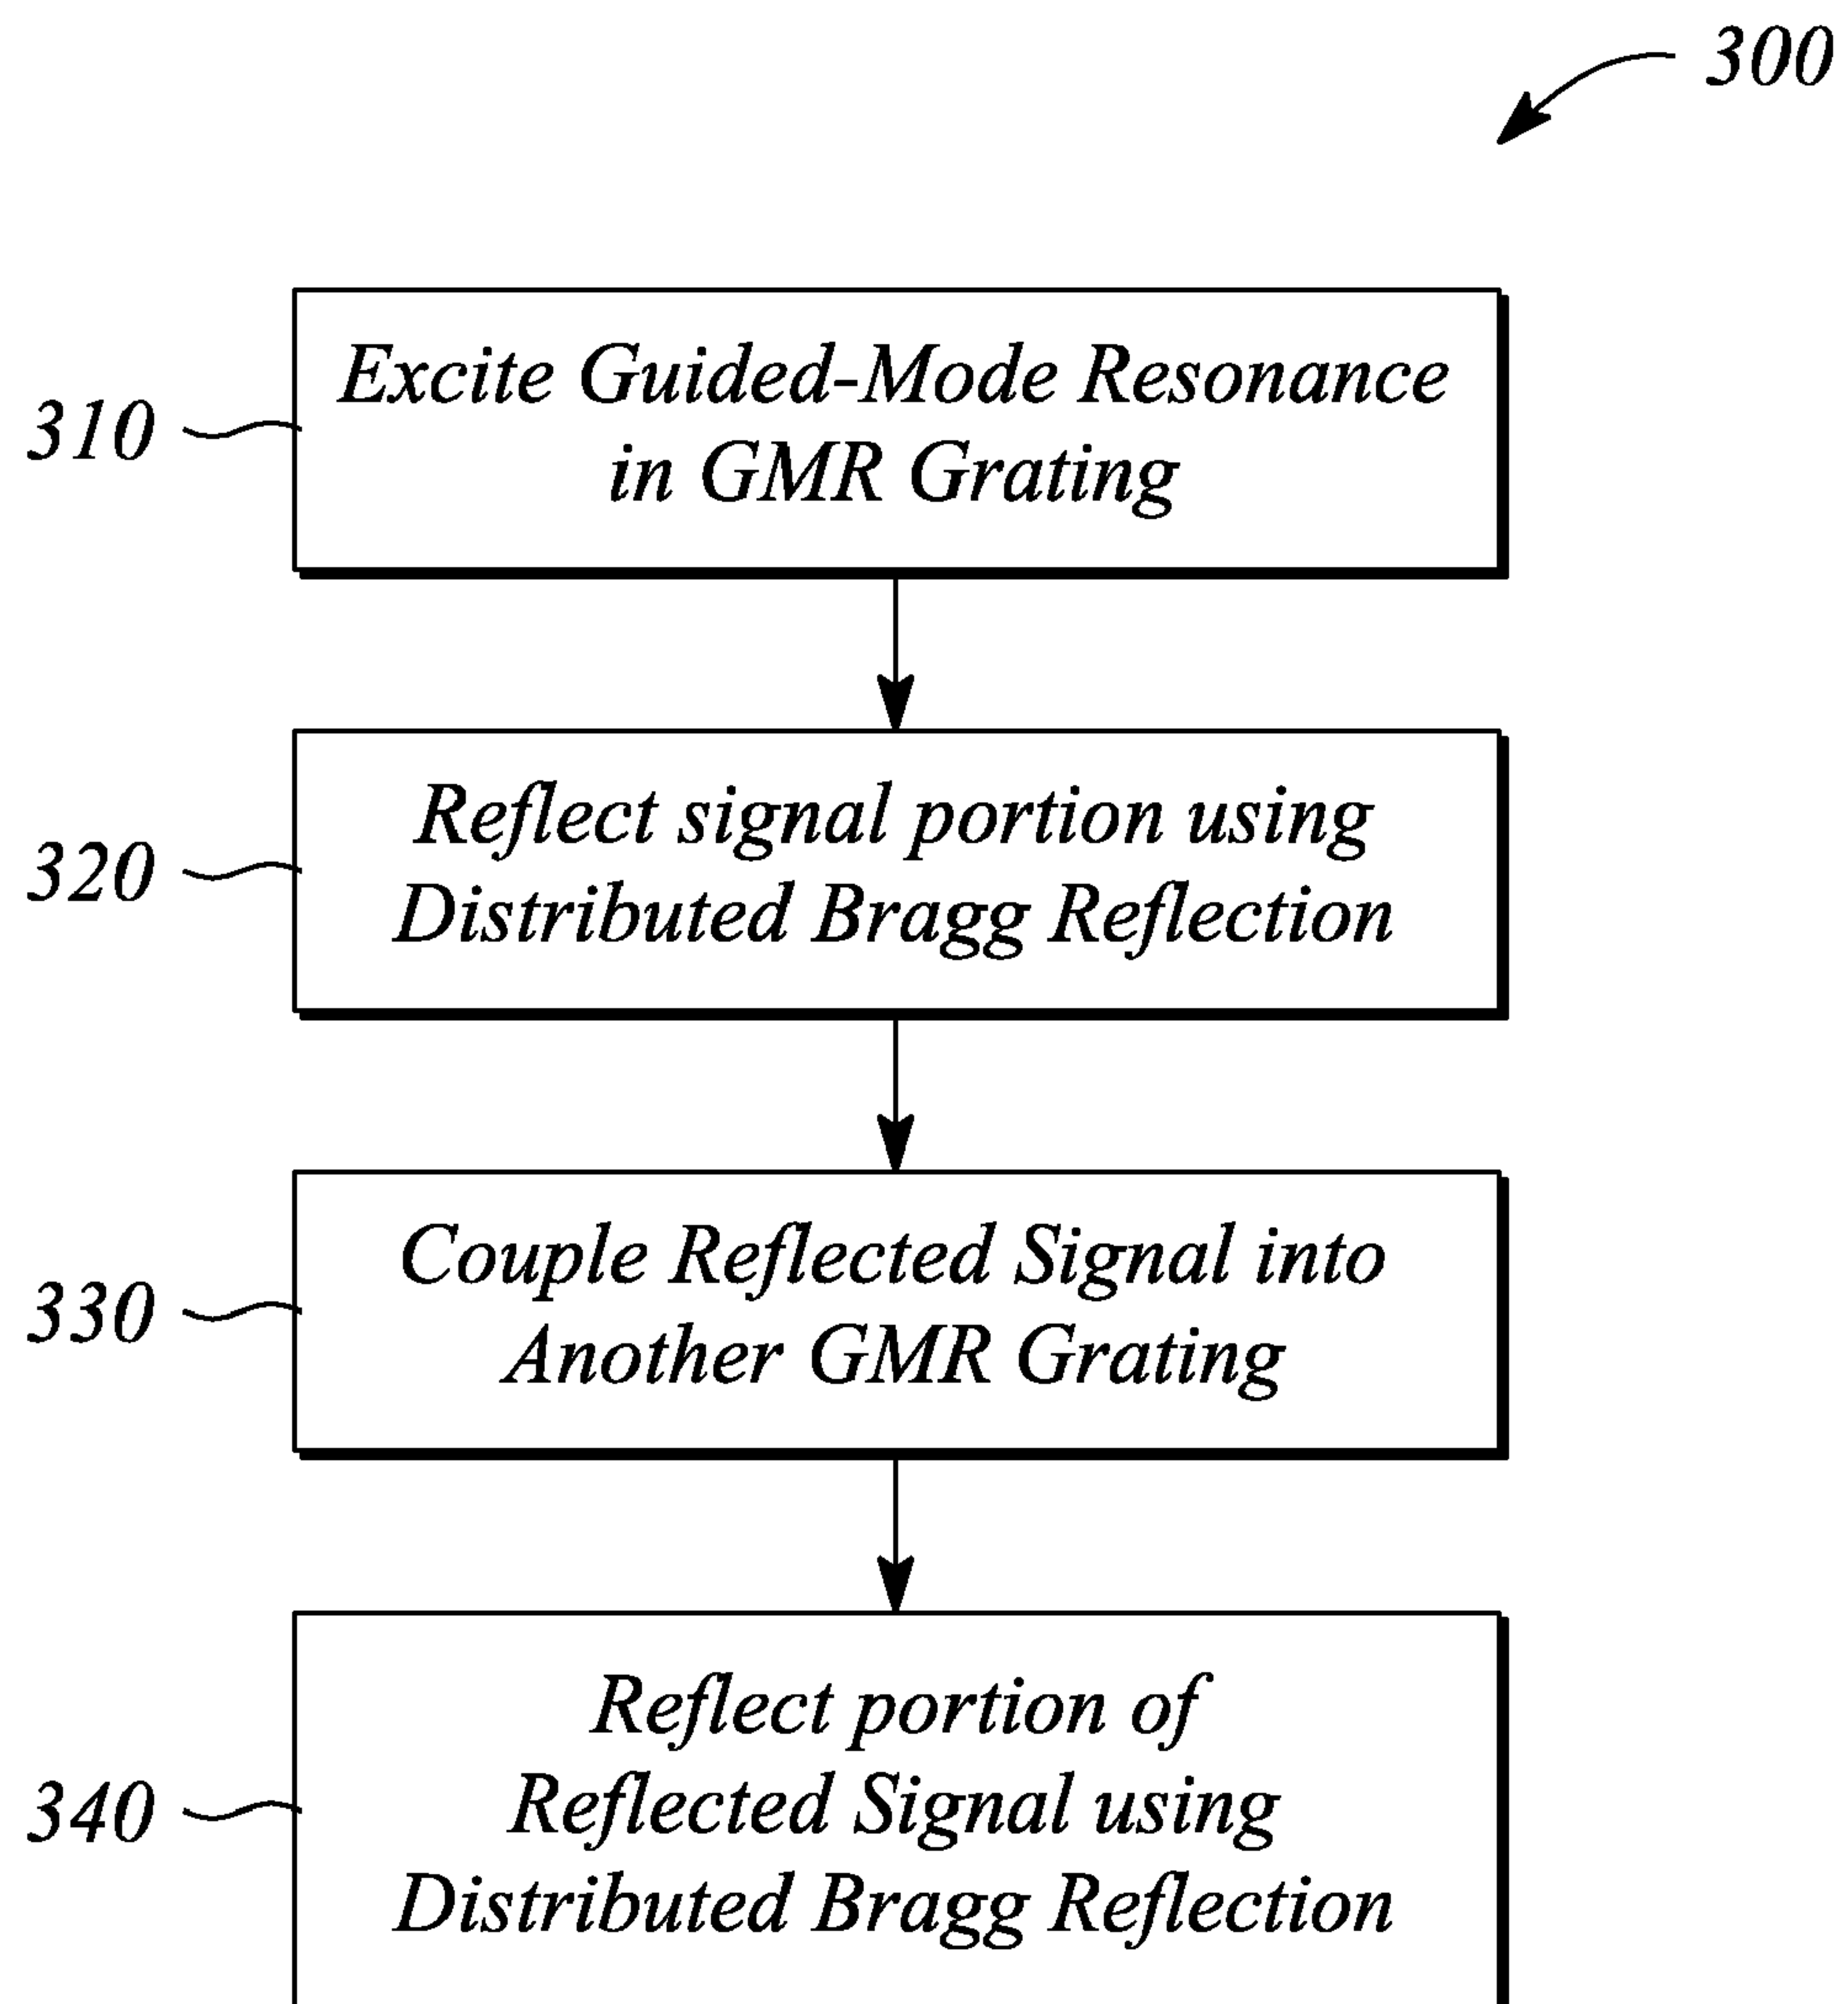 300
310
Excite Guided-Mode Resonance
in GMR Grating
320
Reflect signal portion using
Distributed Bragg Reflection
330
Couple Reflected Signal into
Another GMR Grating
340
Reflect portion of
Reflected Signal using
Distributed Bragg Reflection